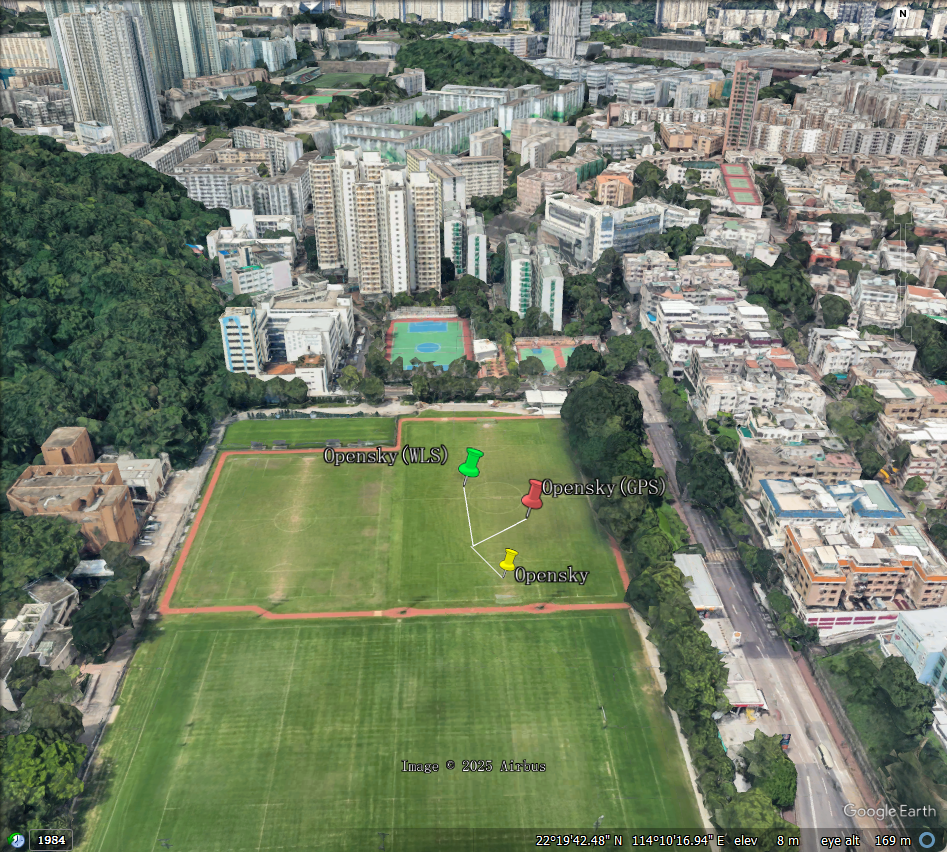 N
Opensky(WLS)
Opensky(GPS)
Opensky
Image © 2025 Airbus
Google Earth
1984
22°19'42.48" N 114°10'16.94" E elev 8 m eye alt 169 m